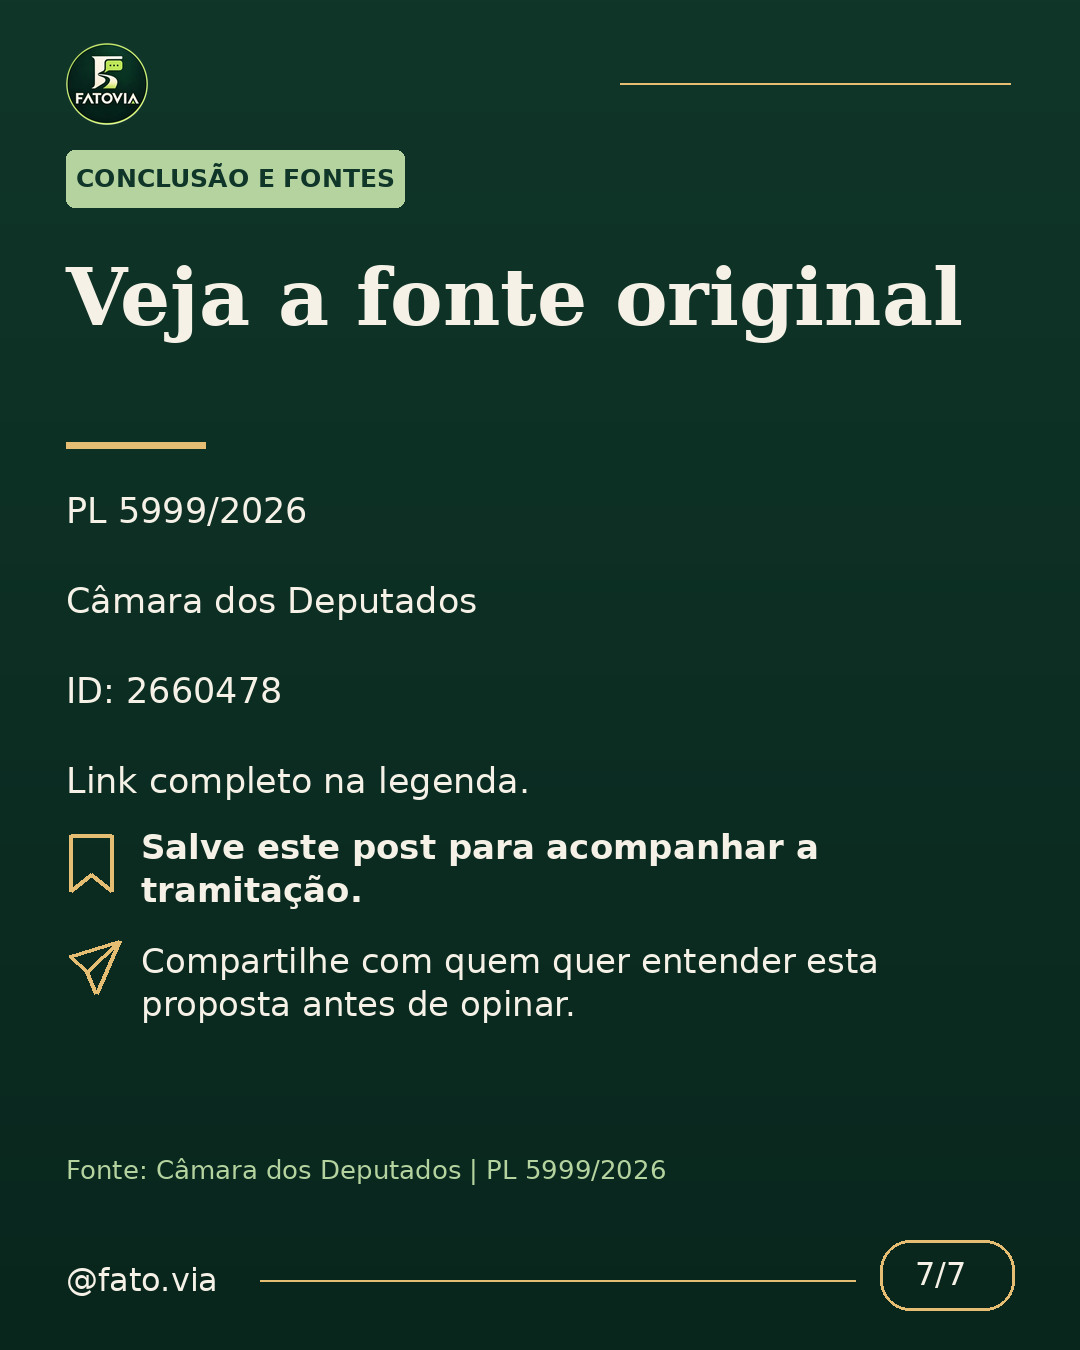 FATOVIA
CONCLUSÃO E FONTES
Veja a fonte original
PL 5999/2026
Câmara dos Deputados
ID: 2660478
Link completo na legenda.
Salve este post para acompanhar a
tramitação.
Compartilhe com quem quer entender esta
proposta antes de opinar.
Fonte: Câmara dos Deputados | PL 5999/2026
@fato.via
7/7